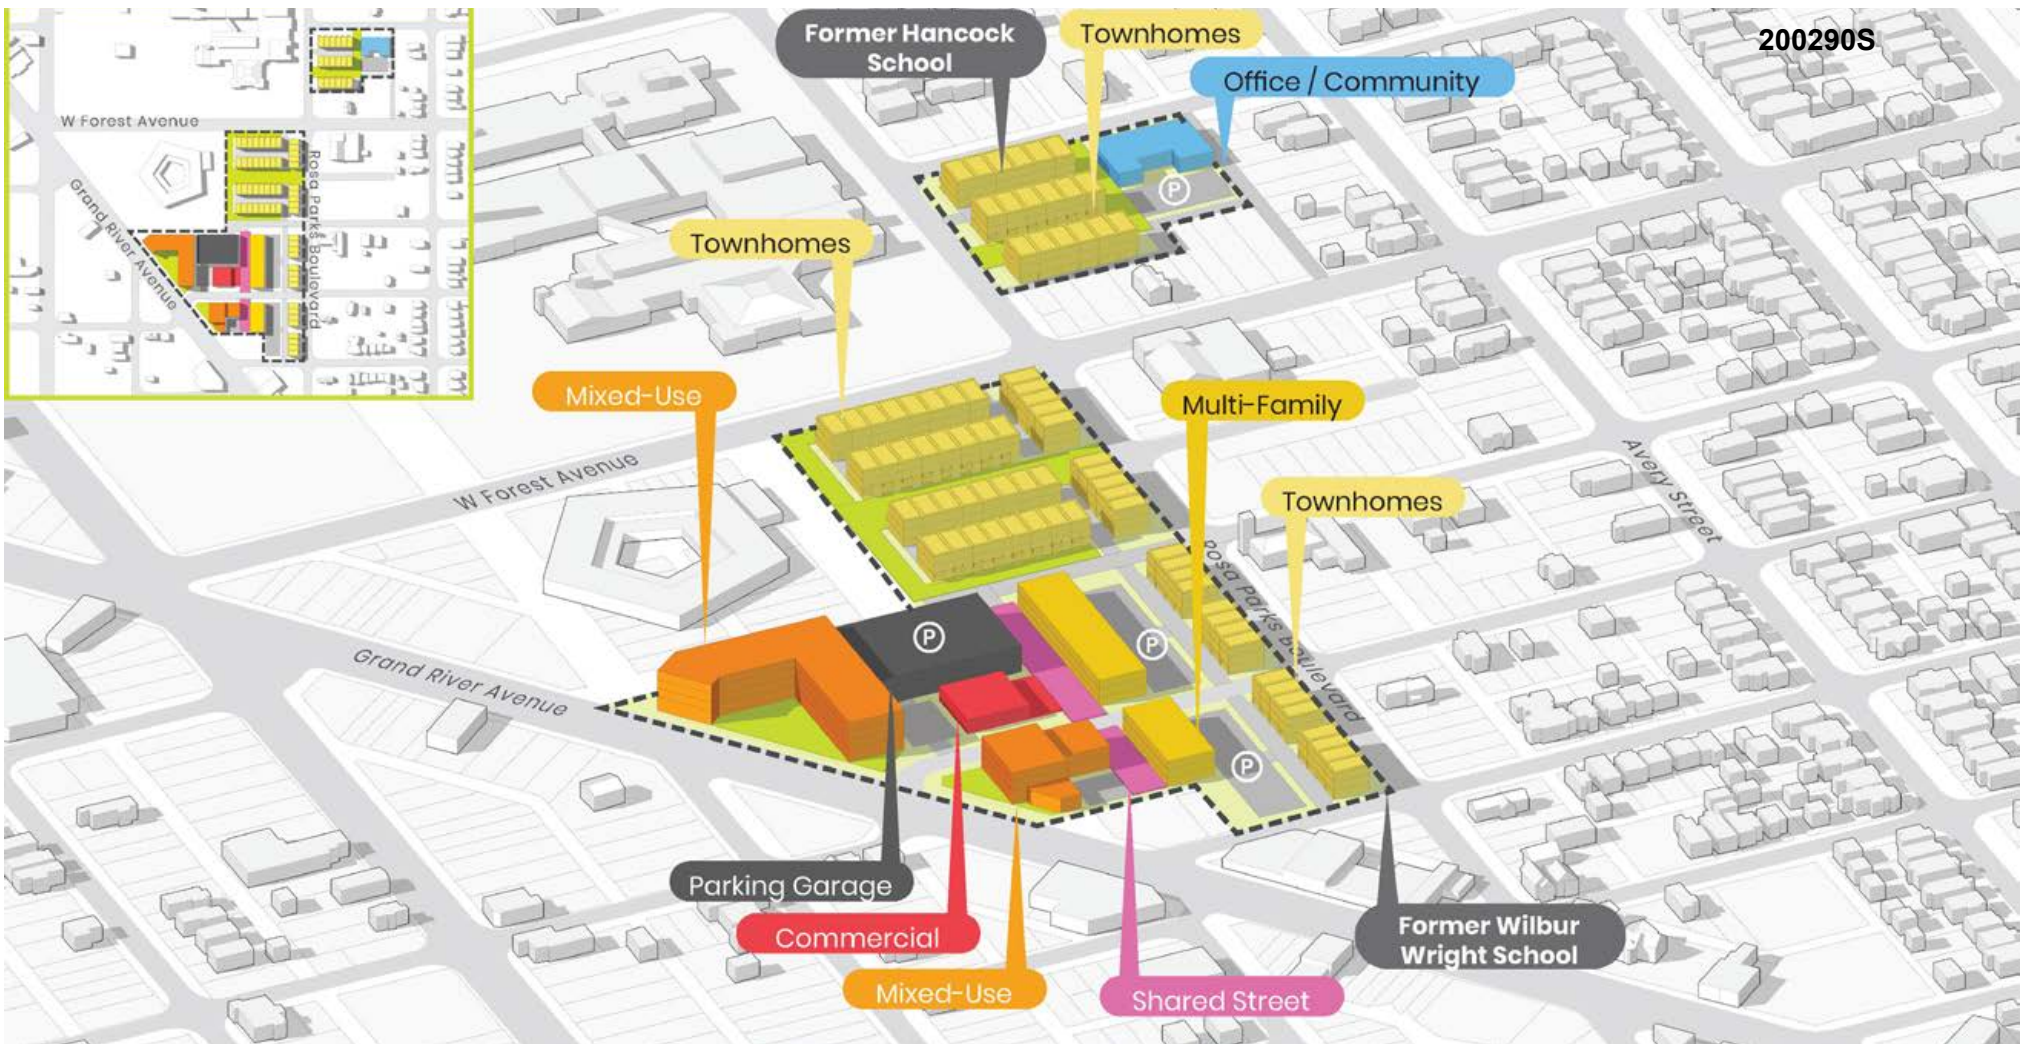 200290S
Former Hancock
School
Townhomes
Office / Community
W Forest Avenue
Rosa Parks Boulevard
Grand River Avenue
P
Townhomes
Mixed-Use
Multi-Family
W Forest Avenue
Avery Street
Townhomes
Rosa Parks Boulevard
Grand River Avenue
P
P
P
Parking Garage
Commercial
Mixed-Use
Shared Street
Former Wilbur
Wright School